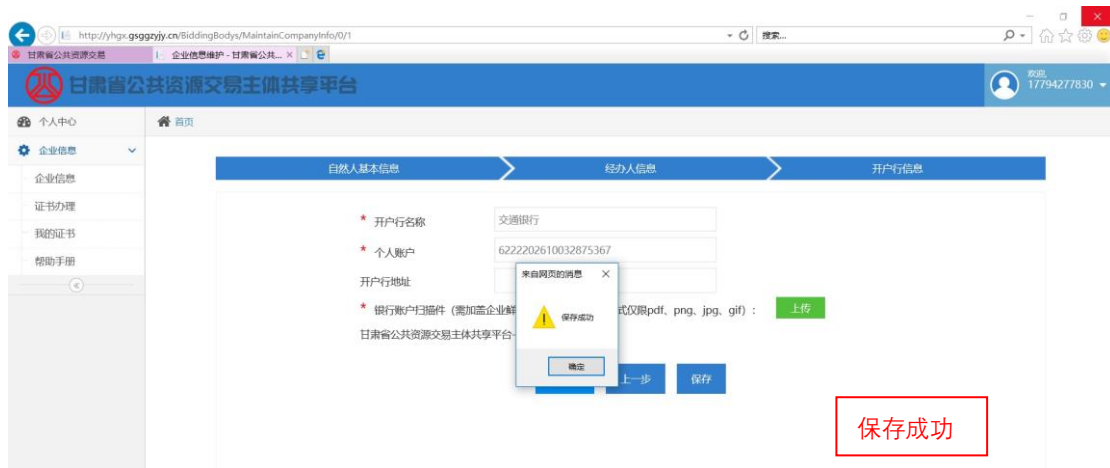 http://yhgx.gsggzyjy.cn/BiddingBodys/MaintainCompanyInfo/0/1
搜索...
甘肃省公共资源交易
企业信息维护 - 甘肃省公共...
甘肃省公共资源交易主体共享平台
欢迎,
17794277830
个人中心
首页
企业信息
企业信息
证书办理
我的证书
帮助手册
自然人基本信息
经办人信息
开户行信息
* 开户行名称
交通银行
* 个人账户
6222202610032875367
开户行地址
* 银行账户扫描件（需加盖企业鲜
式仅限pdf、png、jpg、gif）：
上传
甘肃省公共资源交易主体共享平台-
来自网页的消息
保存成功
确定
上一步
保存
保存成功